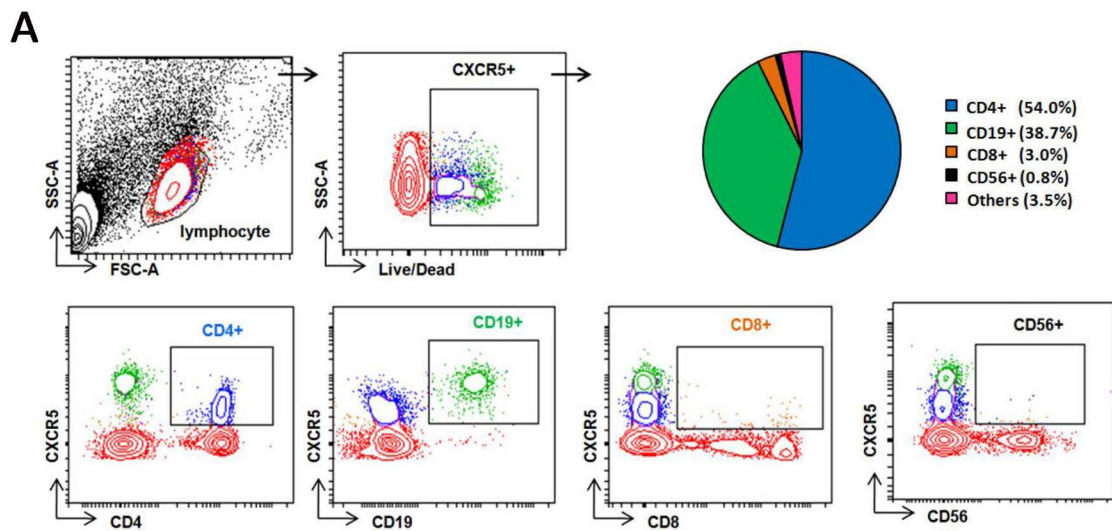 A
SSC-A
lymphocyte
FSC-A
SSC-A
CXCR5+
Live/Dead
CD4+ (54.0%)
CD19+ (38.7%)
CD8+ (3.0%)
CD56+ (0.8%)
Others (3.5%)
CXCR5
CD4+
CD4
CXCR5
CD19+
CD19
CXCR5
CD8+
CD8
CXCR5
CD56+
CD56